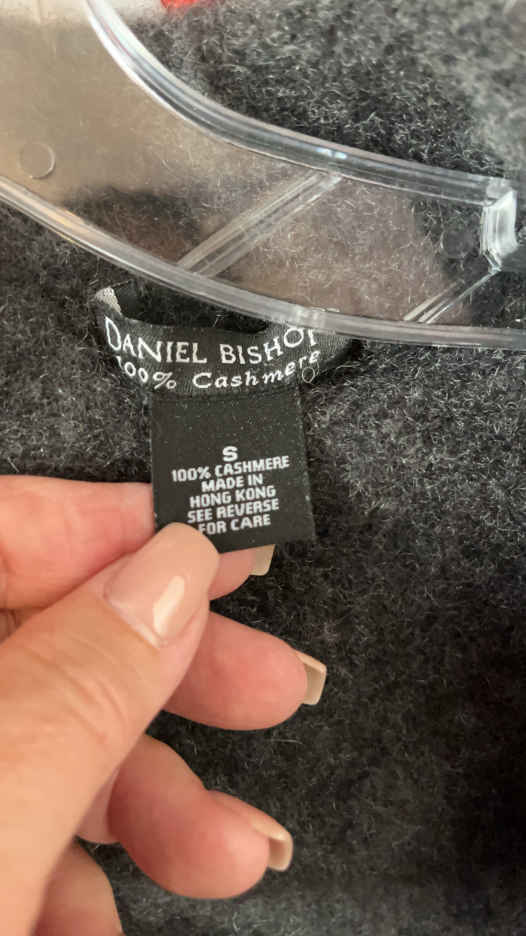 DANIEL BISHOP
100% Cashmere
S
100% CASHMERE
MADE IN
HONG KONG
SEE REVERSE
FOR CARE